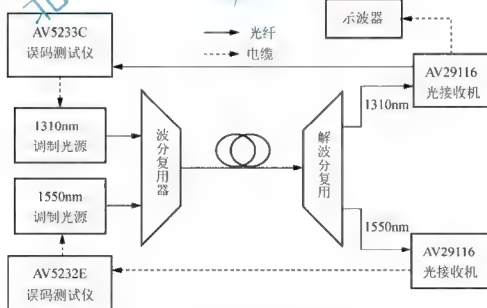 AV5233C
误码测试仪
光纤
电缆
示波器
AV29116
光接收机
1310nm
1310nm
调制光源
波分复用器
解波分复用
1550nm
调制光源
1550nm
AV29116
光接收机
AV5232E
误码测试仪